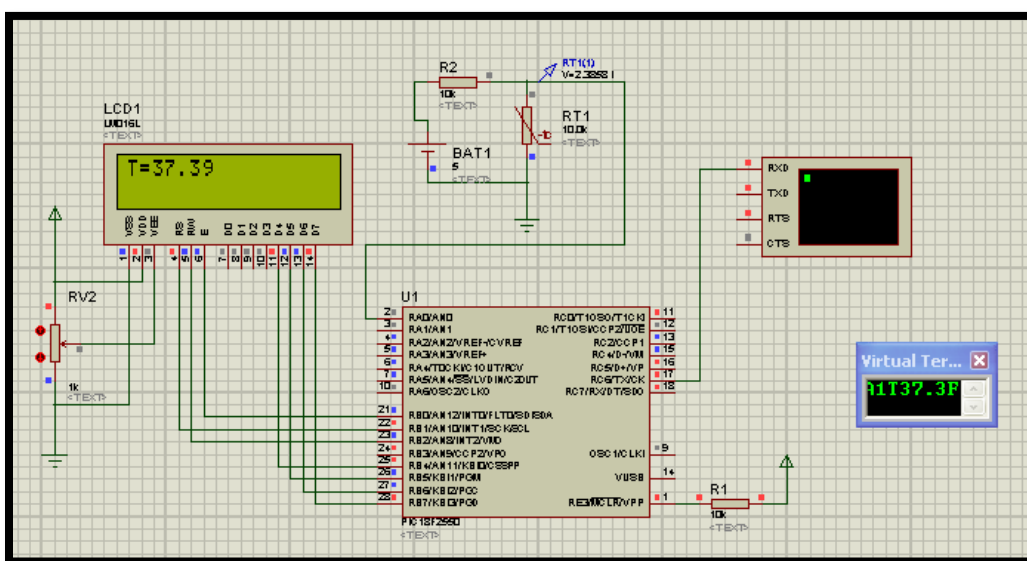 LCD1
LM016L
<TEXT>
T=37.39
VSS
VDD
VEE
RS
RW
E
D0
D1
D2
D3
D4
D5
D6
D7
1
2
3
4
5
6
7
8
9
10
11
12
13
14
RV2
1k
<TEXT>
R2
10k
<TEXT>
RT1(1)
V=2.38581
RT1
10.0k
<TEXT>
-tc
BAT1
5
<TEXT>
RXD
TXD
RTS
CTS
U1
2 RA0/AN0
3 RA1/AN1
4 RA2/AN2/VREF-/CVREF
5 RA3/AN3/VREF+
6 RA4/T0CKI/C1OUT/RCV
7 RA5/AN4/SS/LVDIN/C2OUT
10 RA6/OSC2/CLKO
21 RB0/AN12/INT0/FLT0/SDI/SDA
22 RB1/AN10/INT1/SCK/SCL
23 RB2/AN8/INT2/VMO
24 RB3/AN9/CCP2/VPO
25 RB4/AN11/KBI0/CSSPP
26 RB5/KBI1/PGM
27 RB6/KBI2/PGC
28 RB7/KBI3/PGD
RC0/T1OSO/T1CKI 11
RC1/T1OSI/CCP2/UOE 12
RC2/CCP1 13
RC4/D-/VM 15
RC5/D+/VP 16
RC6/TX/CK 17
RC7/RX/DT/SDO 18
OSC1/CLKI 9
VUSB 14
RE3/MCLR/VPP 1
PIC18F2550
<TEXT>
R1
10k
<TEXT>
Virtual Ter...
A1T37.3F